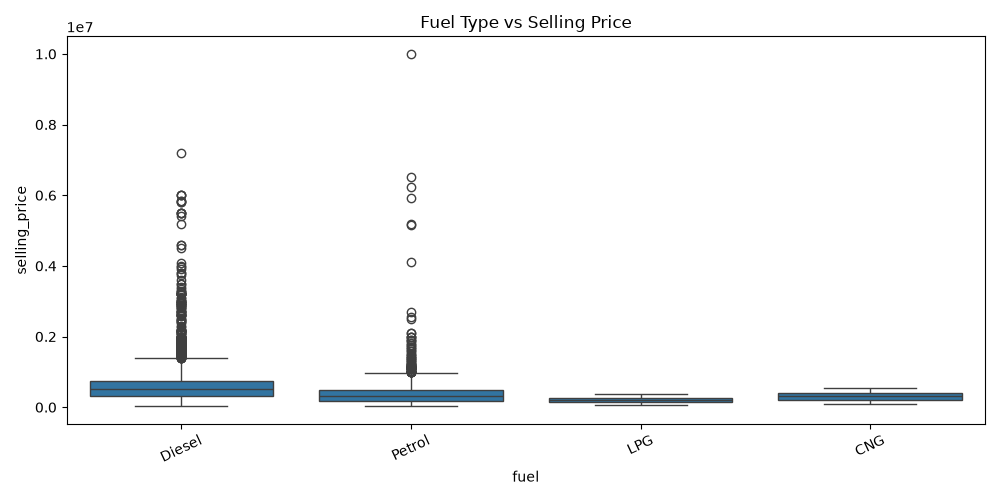 Fuel Type vs Selling Price
1e7
1.0
0.8
0.6
0.4
0.2
0.0
selling_price
Diesel
Petrol
LPG
CNG
fuel